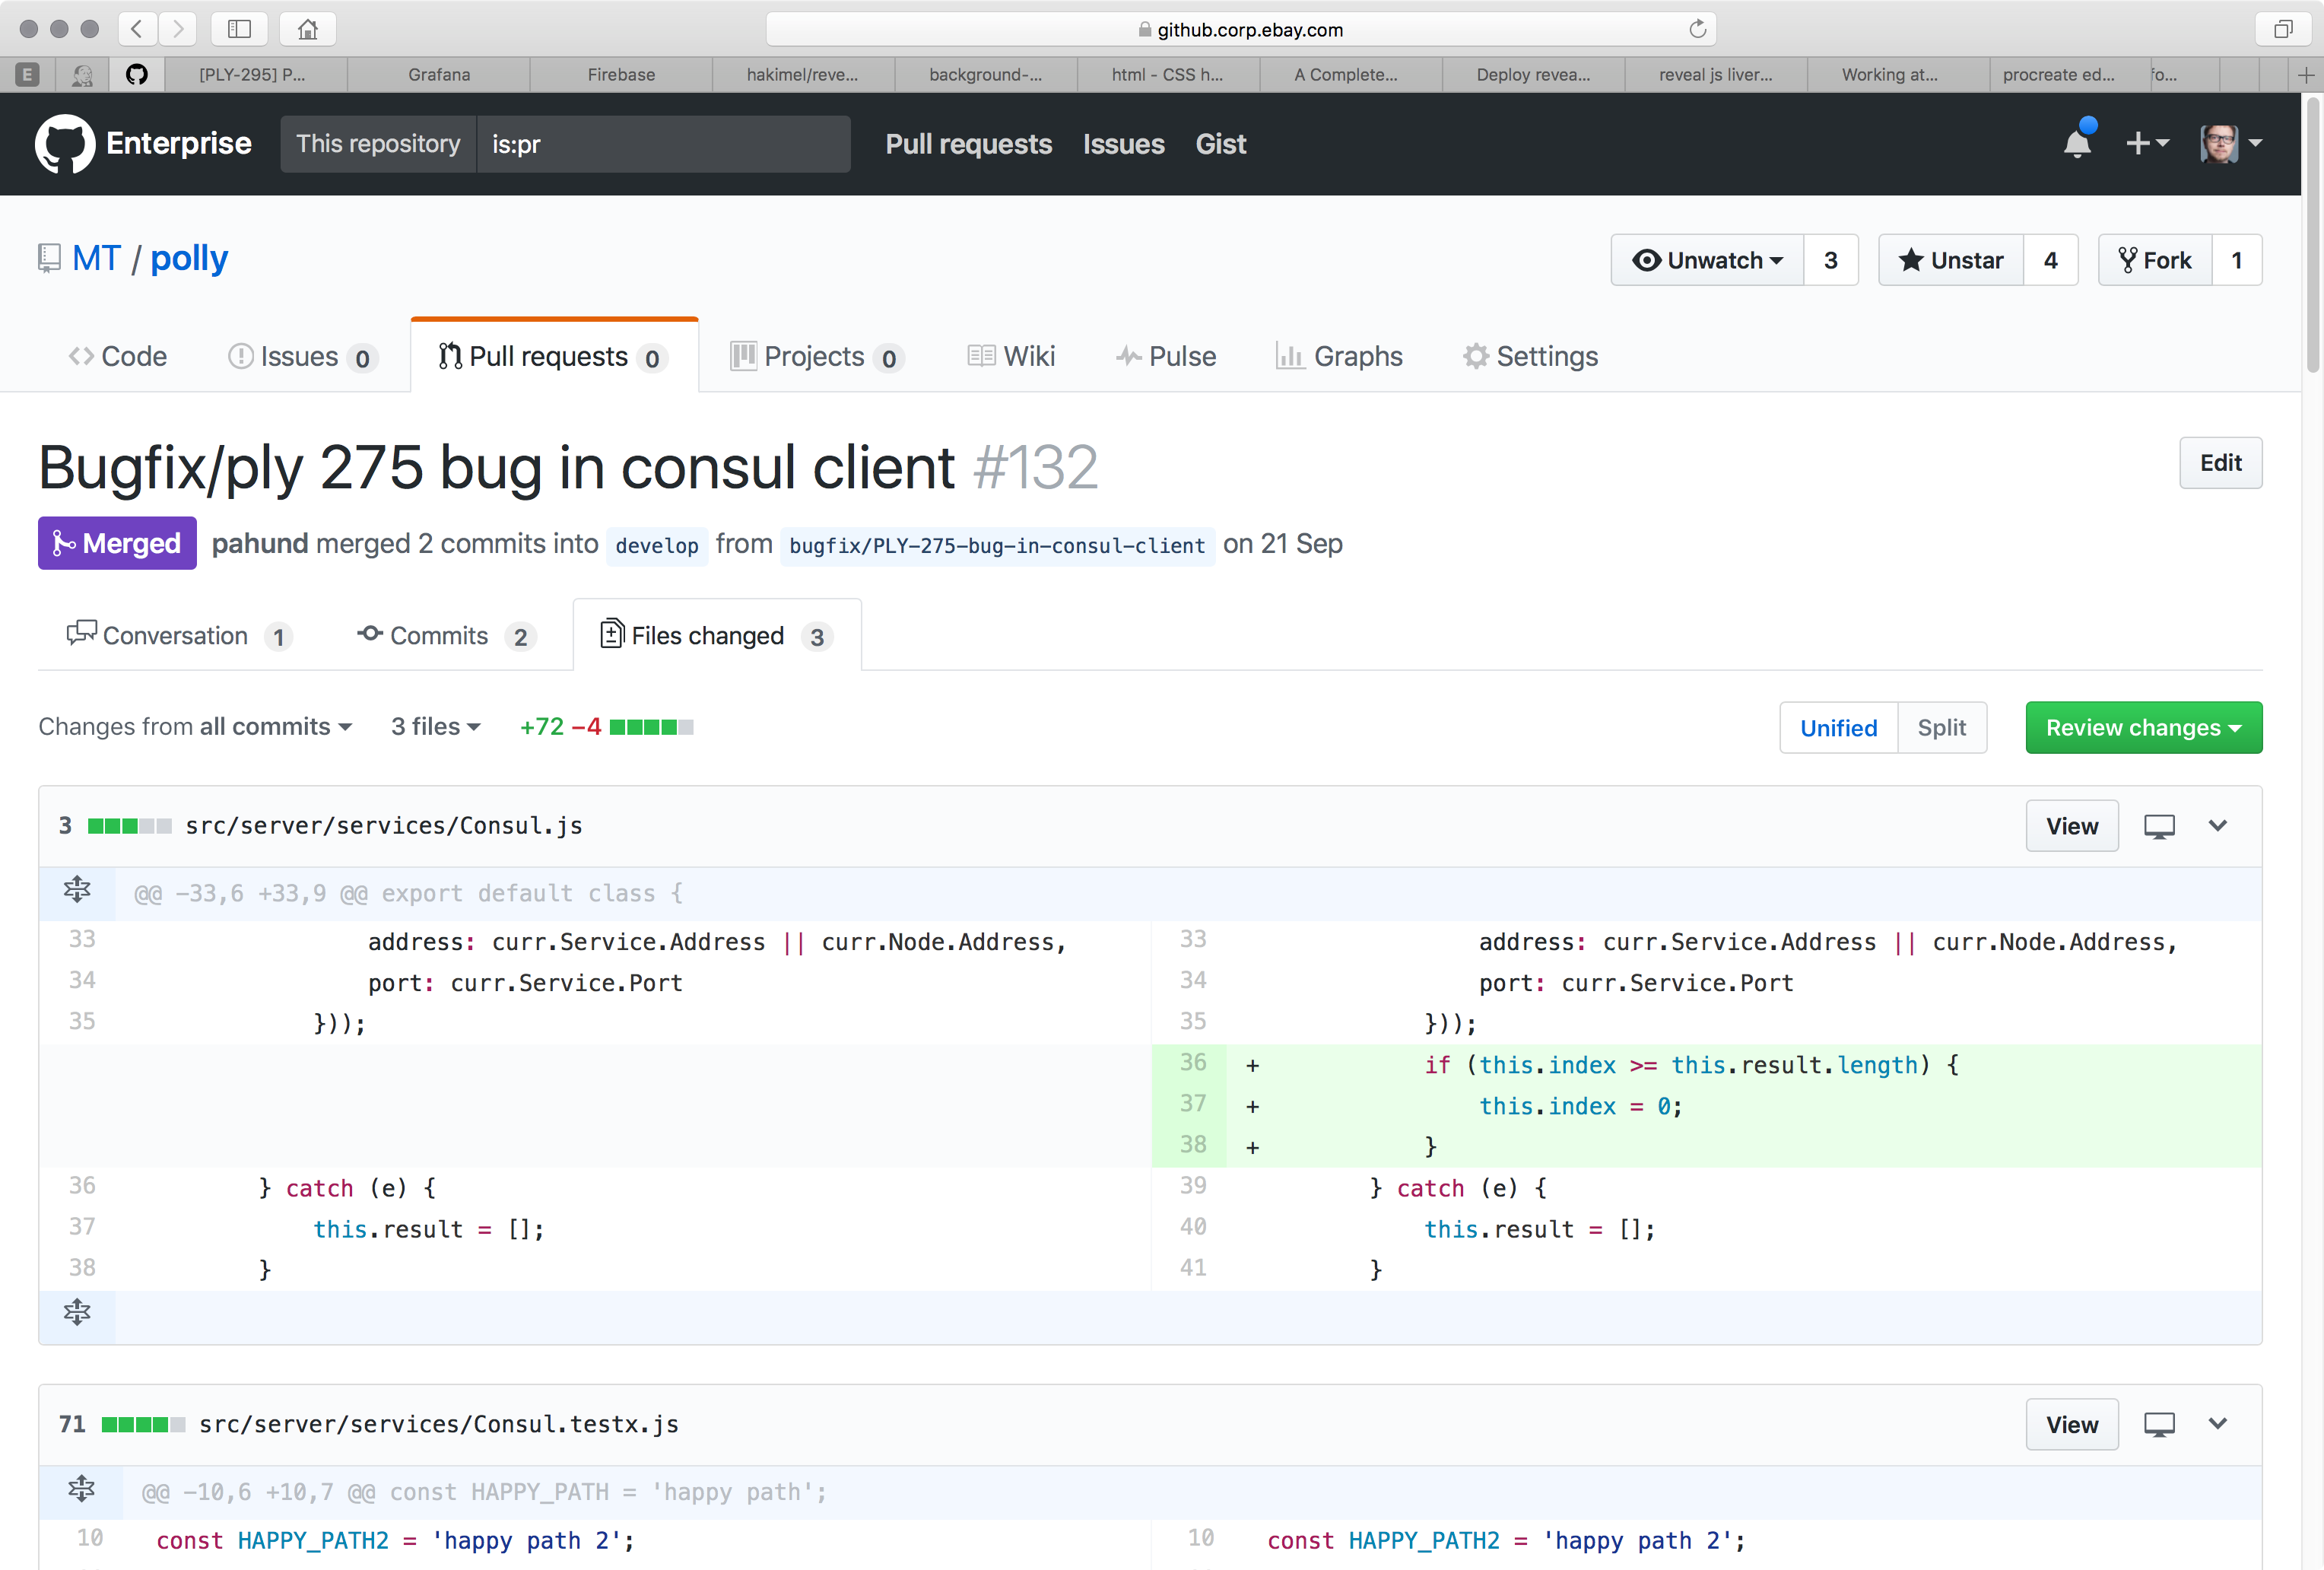 github.corp.ebay.com
E
[PLY-295] P...
Grafana
Firebase
hakimel/reve...
background-...
html - CSS h...
A Complete...
Deploy revea...
reveal js liver...
Working at...
procreate ed...
fo...
Enterprise
This repository
is:pr
Pull requests
Issues
Gist
MT / polly
Unwatch
3
Unstar
4
Fork
1
Code
Issues 0
Pull requests 0
Projects 0
Wiki
Pulse
Graphs
Settings
Bugfix/ply 275 bug in consul client #132
Edit
Merged
pahund merged 2 commits into develop from bugfix/PLY-275-bug-in-consul-client on 21 Sep
Conversation 1
Commits 2
Files changed 3
Changes from all commits
3 files
+72 −4
Unified
Split
Review changes
3 src/server/services/Consul.js
View
@@ -33,6 +33,9 @@ export default class {
33 address: curr.Service.Address || curr.Node.Address,
33 address: curr.Service.Address || curr.Node.Address,
34 port: curr.Service.Port
34 port: curr.Service.Port
35 }));
35 }));
36 + if (this.index >= this.result.length) {
37 + this.index = 0;
38 + }
36 } catch (e) {
39 } catch (e) {
37 this.result = [];
40 this.result = [];
38 }
41 }
71 src/server/services/Consul.testx.js
View
@@ -10,6 +10,7 @@ const HAPPY_PATH = 'happy path';
10 const HAPPY_PATH2 = 'happy path 2';
10 const HAPPY_PATH2 = 'happy path 2';